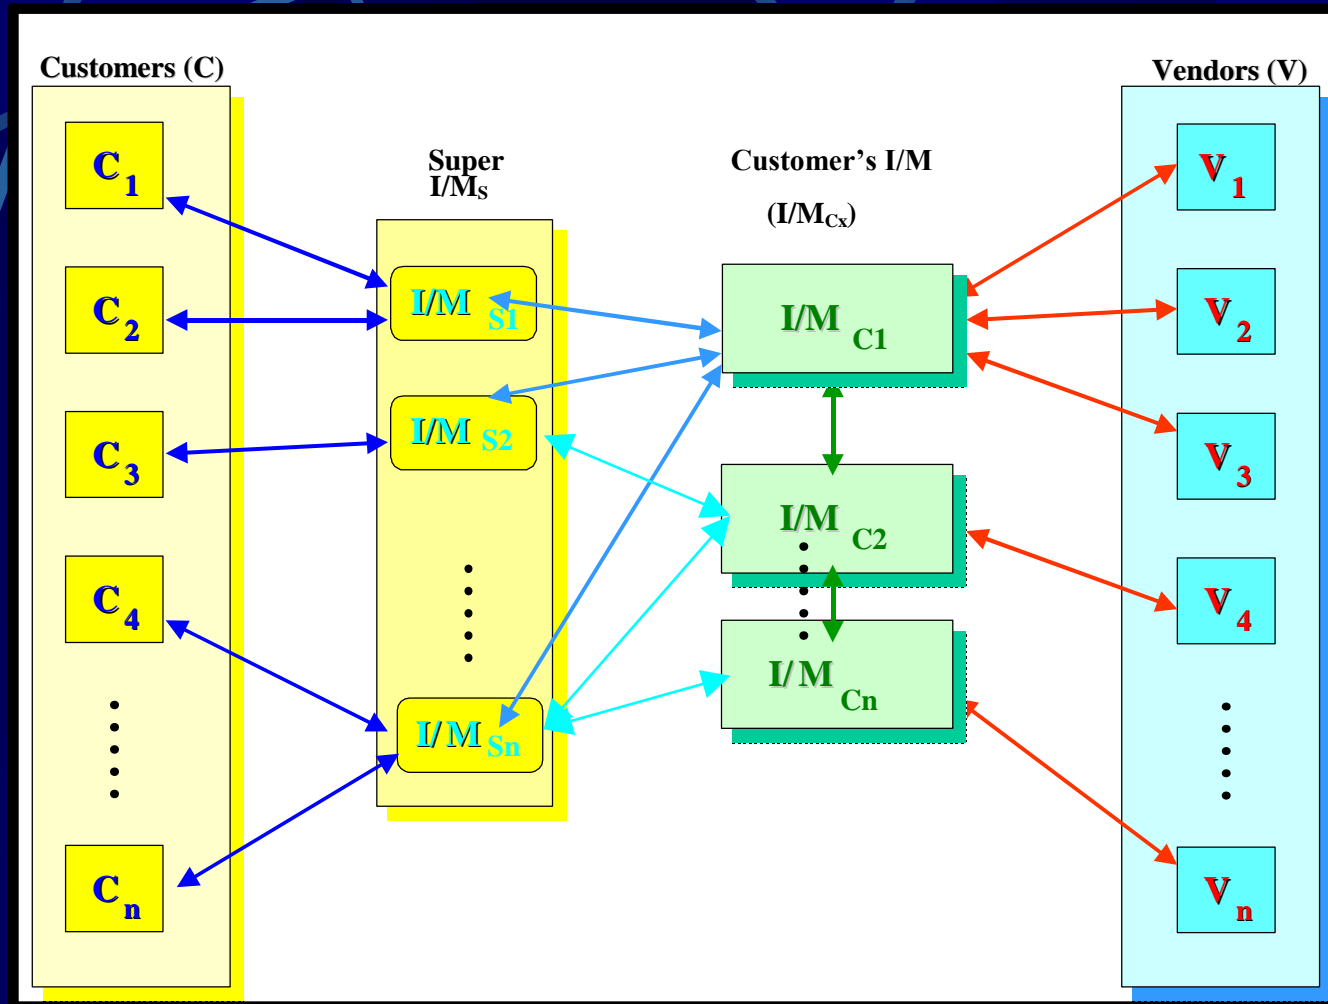 Customers (C)
C1
C2
C3
C4
Cn
Super
I/MS
I/M S1
I/M S2
I/M Sn
Customer’s I/M
(I/MCx)
I/M C1
I/M C2
I/M Cn
Vendors (V)
V1
V2
V3
V4
Vn